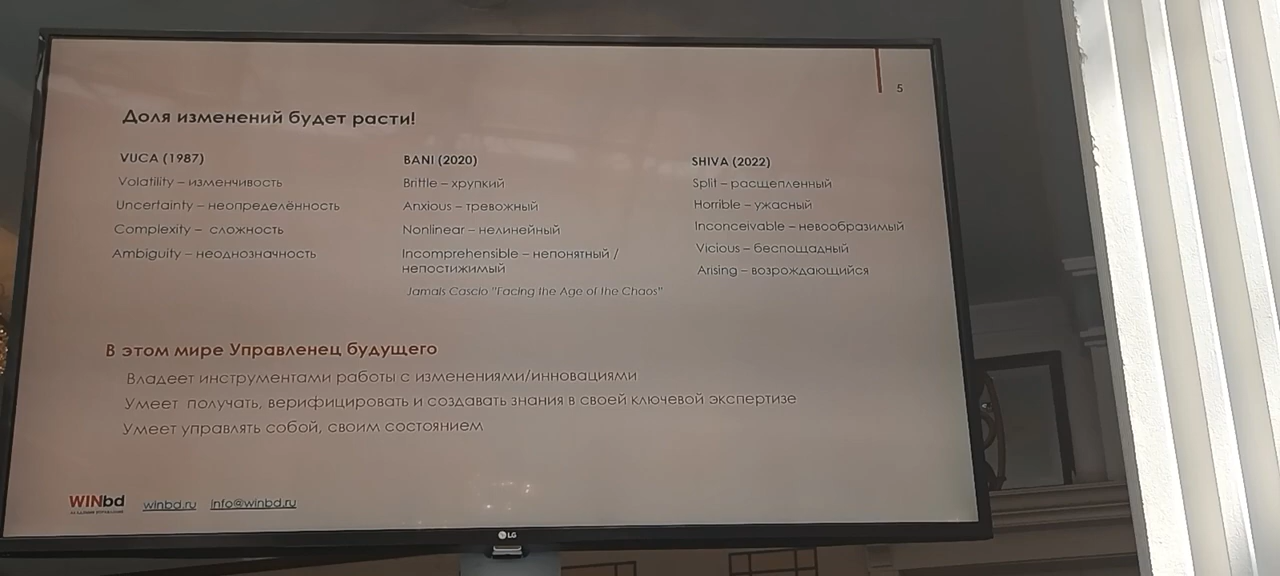 5
Доля изменений будет расти!
VUCA (1987)
Volatility – изменчивость
Uncertainty – неопределённость
Complexity – сложность
Ambiguity – неоднозначность
BANI (2020)
Brittle – хрупкий
Anxious – тревожный
Nonlinear – нелинейный
Incomprehensible – непонятный /
непостижимый
Jamais Cascio "Facing the Age of the Chaos"
SHIVA (2022)
Split – расщепленный
Horrible – ужасный
Inconceivable – невообразимый
Vicious – беспощадный
Arising – возрождающийся
В этом мире Управленец будущего
Владеет инструментами работы с изменениями/инновациями
Умеет получать, верифицировать и создавать знания в своей ключевой экспертизе
Умеет управлять собой, своим состоянием
WINbd
winbd.ru info@winbd.ru
LG